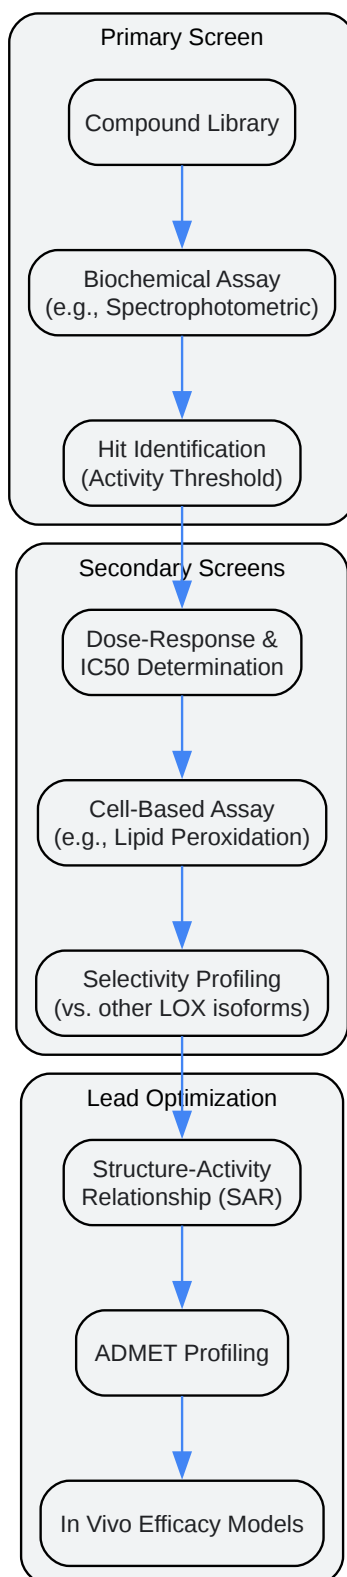 Primary Screen
Compound Library
Biochemical Assay
(e.g., Spectrophotometric)
Hit Identification
(Activity Threshold)
Secondary Screens
Dose-Response &
IC50 Determination
Cell-Based Assay
(e.g., Lipid Peroxidation)
Selectivity Profiling
(vs. other LOX isoforms)
Lead Optimization
Structure-Activity
Relationship (SAR)
ADMET Profiling
In Vivo Efficacy Models